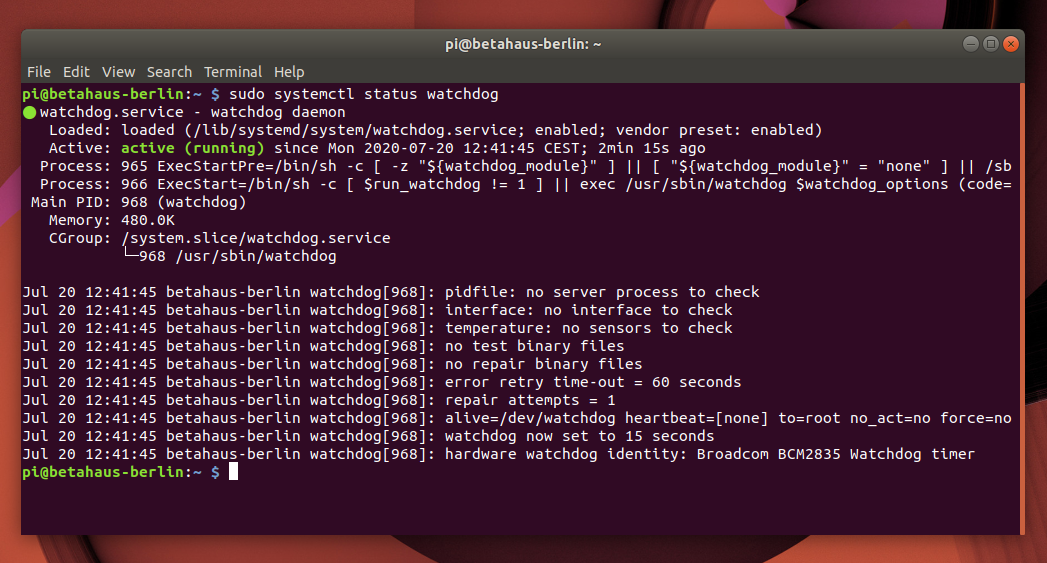 pi@betahaus-berlin: ~
File Edit View Search Terminal Help
pi@betahaus-berlin:~ $ sudo systemctl status watchdog
● watchdog.service - watchdog daemon
   Loaded: loaded (/lib/systemd/system/watchdog.service; enabled; vendor preset: enabled)
   Active: active (running) since Mon 2020-07-20 12:41:45 CEST; 2min 15s ago
  Process: 965 ExecStartPre=/bin/sh -c [ -z "${watchdog_module}" ] || [ "${watchdog_module}" = "none" ] || /sb
  Process: 966 ExecStart=/bin/sh -c [ $run_watchdog != 1 ] || exec /usr/sbin/watchdog $watchdog_options (code=
 Main PID: 968 (watchdog)
   Memory: 480.0K
   CGroup: /system.slice/watchdog.service
           └─968 /usr/sbin/watchdog
Jul 20 12:41:45 betahaus-berlin watchdog[968]: pidfile: no server process to check
Jul 20 12:41:45 betahaus-berlin watchdog[968]: interface: no interface to check
Jul 20 12:41:45 betahaus-berlin watchdog[968]: temperature: no sensors to check
Jul 20 12:41:45 betahaus-berlin watchdog[968]: no test binary files
Jul 20 12:41:45 betahaus-berlin watchdog[968]: no repair binary files
Jul 20 12:41:45 betahaus-berlin watchdog[968]: error retry time-out = 60 seconds
Jul 20 12:41:45 betahaus-berlin watchdog[968]: repair attempts = 1
Jul 20 12:41:45 betahaus-berlin watchdog[968]: alive=/dev/watchdog heartbeat=[none] to=root no_act=no force=no
Jul 20 12:41:45 betahaus-berlin watchdog[968]: watchdog now set to 15 seconds
Jul 20 12:41:45 betahaus-berlin watchdog[968]: hardware watchdog identity: Broadcom BCM2835 Watchdog timer
pi@betahaus-berlin:~ $